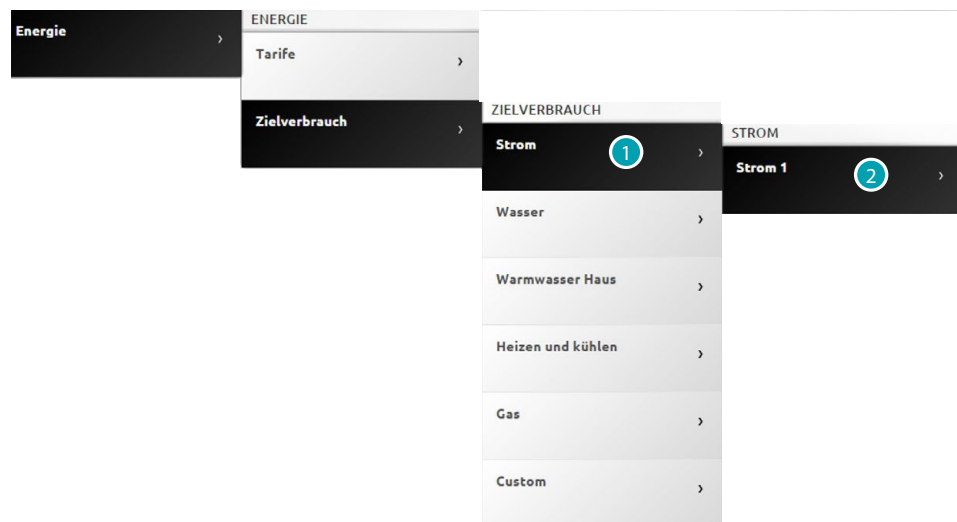 Energie
ENERGIE
Tarife
Zielverbrauch
ZIELVERBRAUCH
Strom
1
Wasser
Warmwasser Haus
Heizen und kühlen
Gas
Custom
STROM
Strom 1
2